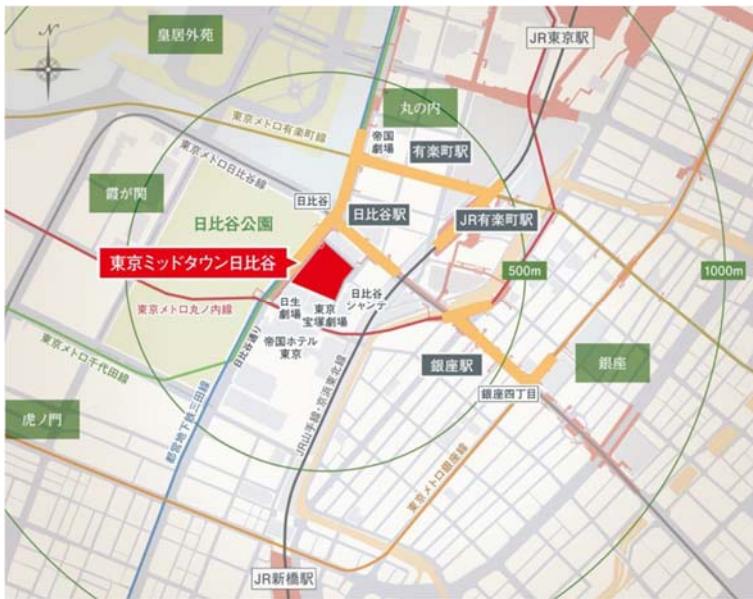 N
皇居外苑
JR東京駅
丸の内
東京メトロ有楽町線
帝国
劇場
有楽町駅
東京メトロ日比谷線
霞が関
日比谷
日比谷駅
JR有楽町駅
日比谷公園
東京ミッドタウン日比谷
500m
1000m
日生
劇場
東京
宝塚劇場
日比谷
シャンテ
東京メトロ丸ノ内線
帝国ホテル
東京
日比谷通り
東京メトロ千代田線
銀座駅
銀座
銀座四丁目
虎ノ門
都営地下鉄三田線
JR山手線・京浜東北線
東京メトロ銀座線
JR新橋駅